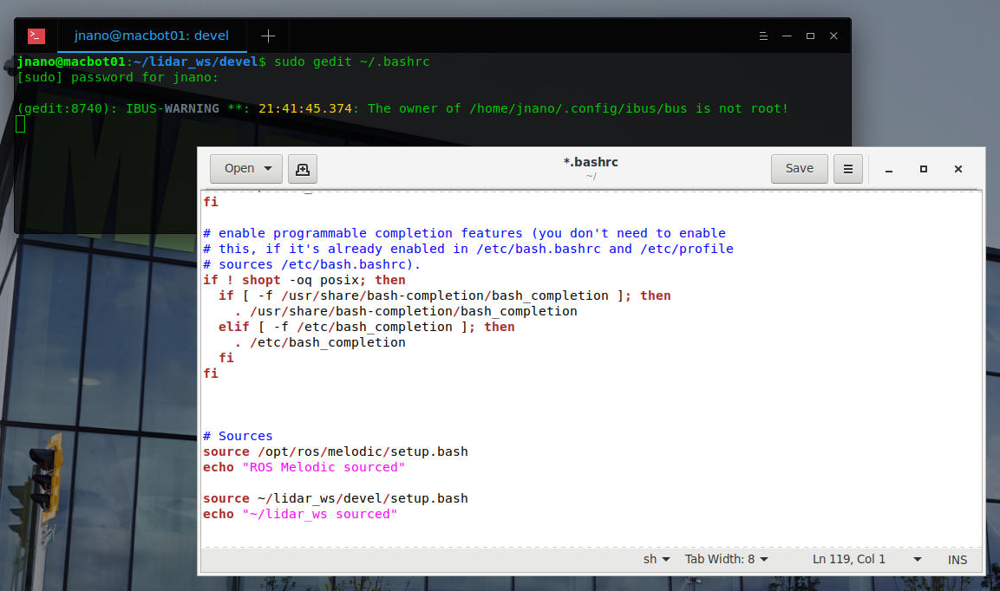 jnano@macbot01: devel
jnano@macbot01:~/lidar_ws/devel$ sudo gedit ~/.bashrc
[sudo] password for jnano:
(gedit:8740): IBUS-WARNING **: 21:41:45.374: The owner of /home/jnano/.config/ibus/bus is not root!
Open
*.bashrc
~/
Save
fi
# enable programmable completion features (you don't need to enable
# this, if it's already enabled in /etc/bash.bashrc and /etc/profile
# sources /etc/bash.bashrc).
if ! shopt -oq posix; then
  if [ -f /usr/share/bash-completion/bash_completion ]; then
    . /usr/share/bash-completion/bash_completion
  elif [ -f /etc/bash_completion ]; then
    . /etc/bash_completion
  fi
fi
# Sources
source /opt/ros/melodic/setup.bash
echo "ROS Melodic sourced"
source ~/lidar_ws/devel/setup.bash
echo "~/lidar_ws sourced"
sh Tab Width: 8 Ln 119, Col 1 INS